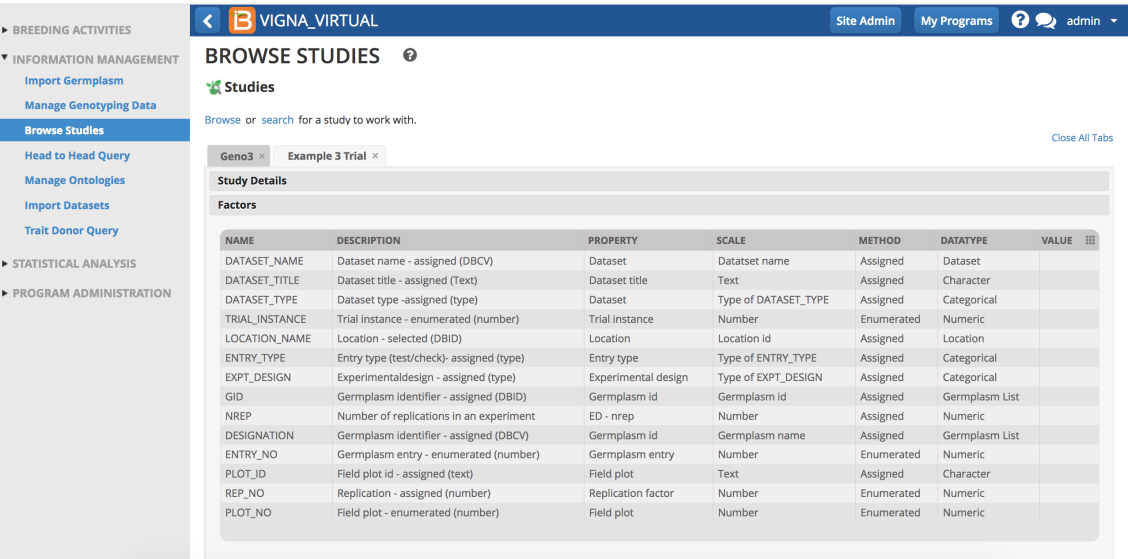 VIGNA_VIRTUAL
Site Admin
My Programs
admin
BREEDING ACTIVITIES
INFORMATION MANAGEMENT
Import Germplasm
Manage Genotyping Data
Browse Studies
Head to Head Query
Manage Ontologies
Import Datasets
Trait Donor Query
STATISTICAL ANALYSIS
PROGRAM ADMINISTRATION
BROWSE STUDIES
Studies
Browse or search for a study to work with.
Close All Tabs
Geno3 × Example 3 Trial ×
Study Details
Factors
NAME DESCRIPTION PROPERTY SCALE METHOD DATATYPE VALUE
DATASET_NAME Dataset name - assigned (DBCV) Dataset Datatset name Assigned Dataset
DATASET_TITLE Dataset title - assigned (Text) Dataset title Text Assigned Character
DATASET_TYPE Dataset type -assigned (type) Dataset Type of DATASET_TYPE Assigned Categorical
TRIAL_INSTANCE Trial instance - enumerated (number) Trial instance Number Enumerated Numeric
LOCATION_NAME Location - selected (DBID) Location Location id Assigned Location
ENTRY_TYPE Entry type (test/check)- assigned (type) Entry type Type of ENTRY_TYPE Assigned Categorical
EXPT_DESIGN Experimentaldesign - assigned (type) Experimental design Type of EXPT_DESIGN Assigned Categorical
GID Germplasm identifier - assigned (DBID) Germplasm id Germplasm id Assigned Germplasm List
NREP Number of replications in an experiment ED - nrep Number Assigned Numeric
DESIGNATION Germplasm identifier - assigned (DBCV) Germplasm id Germplasm name Assigned Germplasm List
ENTRY_NO Germplasm entry - enumerated (number) Germplasm entry Number Enumerated Numeric
PLOT_ID Field plot id - assigned (text) Field plot Text Assigned Character
REP_NO Replication - assigned (number) Replication factor Number Enumerated Numeric
PLOT_NO Field plot - enumerated (number) Field plot Number Enumerated Numeric